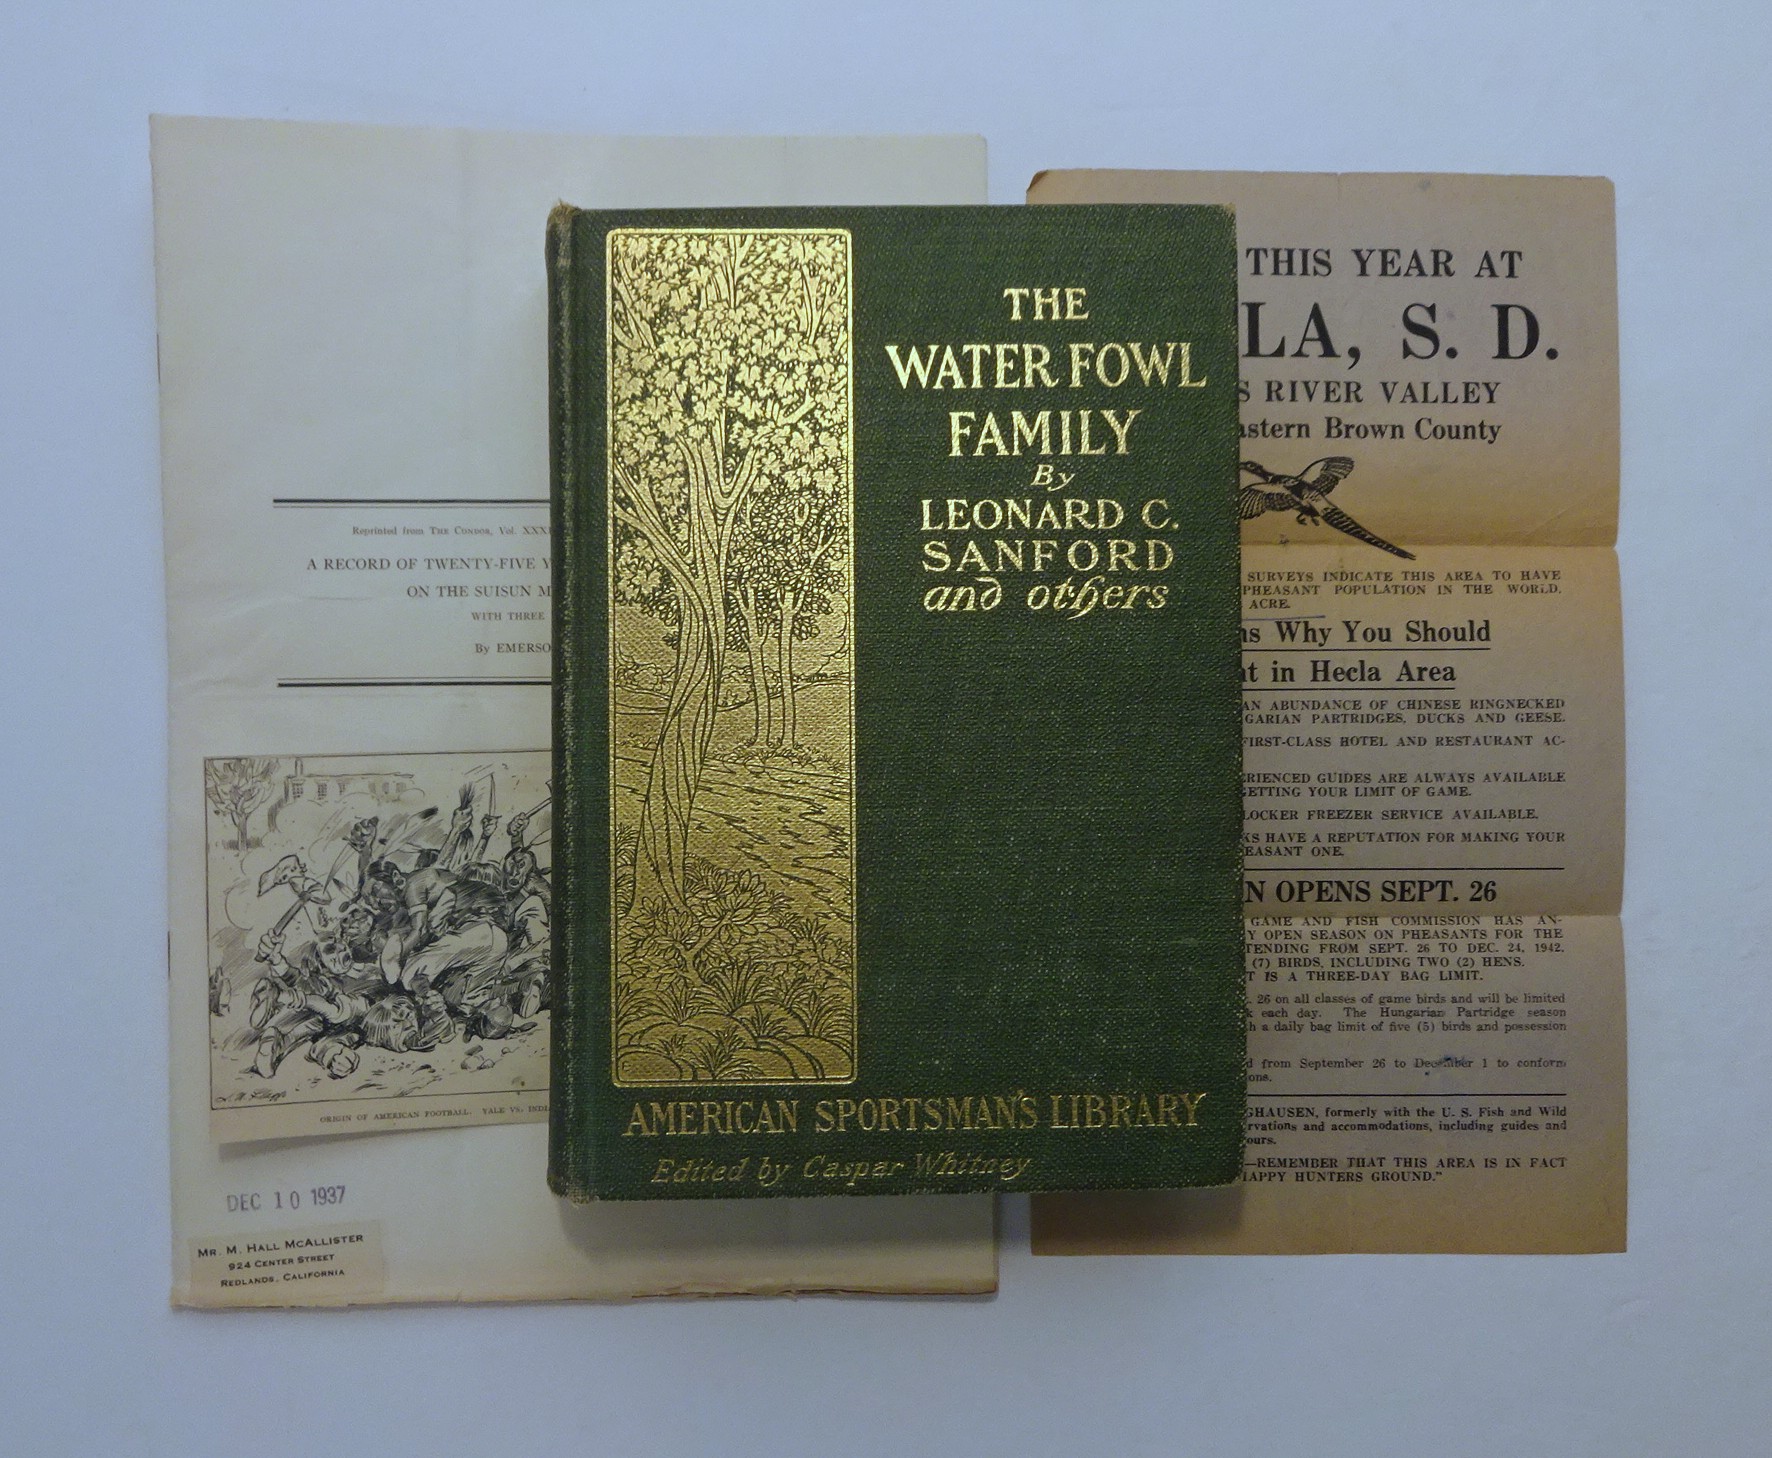 Reprinted from THE CONDOR, Vol.
A RECORD OF TWENTY-FIVE
ON THE SUISUN
WITH THREE
By
ORIGIN OF AMERICAN FOOTBALL. YALE VS.
DEC 10 1937
MR. M. HALL MCALLISTER
924 CENTER STREET
REDLANDS, CALIFORNIA
THE
WATER FOWL
FAMILY
By
LEONARD C.
SANFORD
and others
AMERICAN SPORTSMAN'S LIBRARY
Edited by Caspar Whitney
THIS YEAR AT
LA, S. D.
S RIVER VALLEY
astern Brown County
SURVEYS INDICATE THIS AREA TO HAVE
PHEASANT POPULATION IN THE WORLD.
ACRE.
ns Why You Should
nt in Hecla Area
AN ABUNDANCE OF CHINESE RINGNECKED
GARIAN PARTRIDGES, DUCKS AND GEESE.
FIRST-CLASS HOTEL AND RESTAURANT AC-
RIENCED GUIDES ARE ALWAYS AVAILABLE
GETTING YOUR LIMIT OF GAME.
LOCKER FREEZER SERVICE AVAILABLE.
KS HAVE A REPUTATION FOR MAKING YOUR
EASANT ONE.
N OPENS SEPT. 26
GAME AND FISH COMMISSION HAS AN-
Y OPEN SEASON ON PHEASANTS FOR THE
TENDING FROM SEPT. 26 TO DEC. 24, 1942.
(7) BIRDS, INCLUDING TWO (2) HENS.
T IS A THREE-DAY BAG LIMIT.
. 26 on all classes of game birds and will be limited
k each day. The Hungarian Partridge season
h a daily bag limit of five (5) birds and possession
d from September 26 to December 1 to conform
ons.
GHAUSEN, formerly with the U. S. Fish and Wild
rvations and accommodations, including guides and
ours.
—REMEMBER THAT THIS AREA IS IN FACT
HAPPY HUNTERS GROUND."